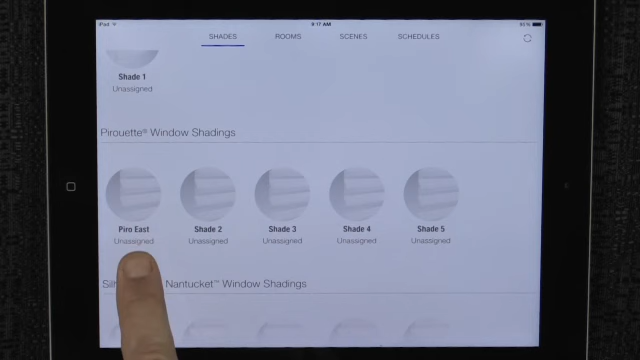 iPad
9:17 AM
93%
SHADES
ROOMS
SCENES
SCHEDULES
Shade 1
Unassigned
Pirouette® Window Shadings
Piro East
Shade 2
Shade 3
Shade 4
Shade 5
Unassigned
Unassigned
Unassigned
Unassigned
Unassigned
Nantucket™ Window Shadings